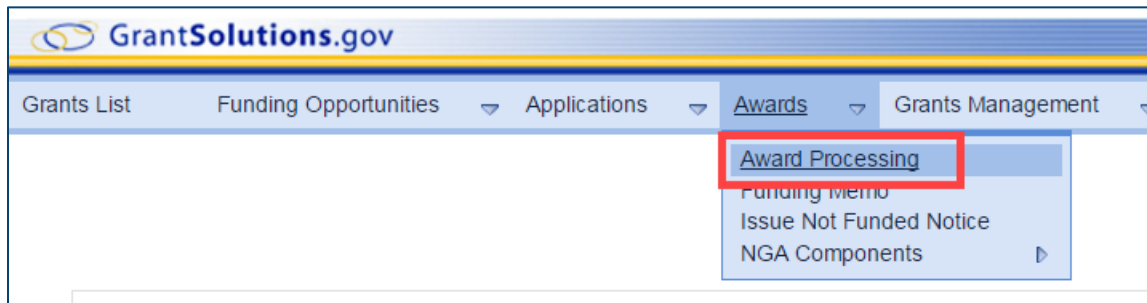 GrantSolutions.gov
Grants List Funding Opportunities Applications Awards Grants Management
Award Processing
Funding Memo
Issue Not Funded Notice
NGA Components